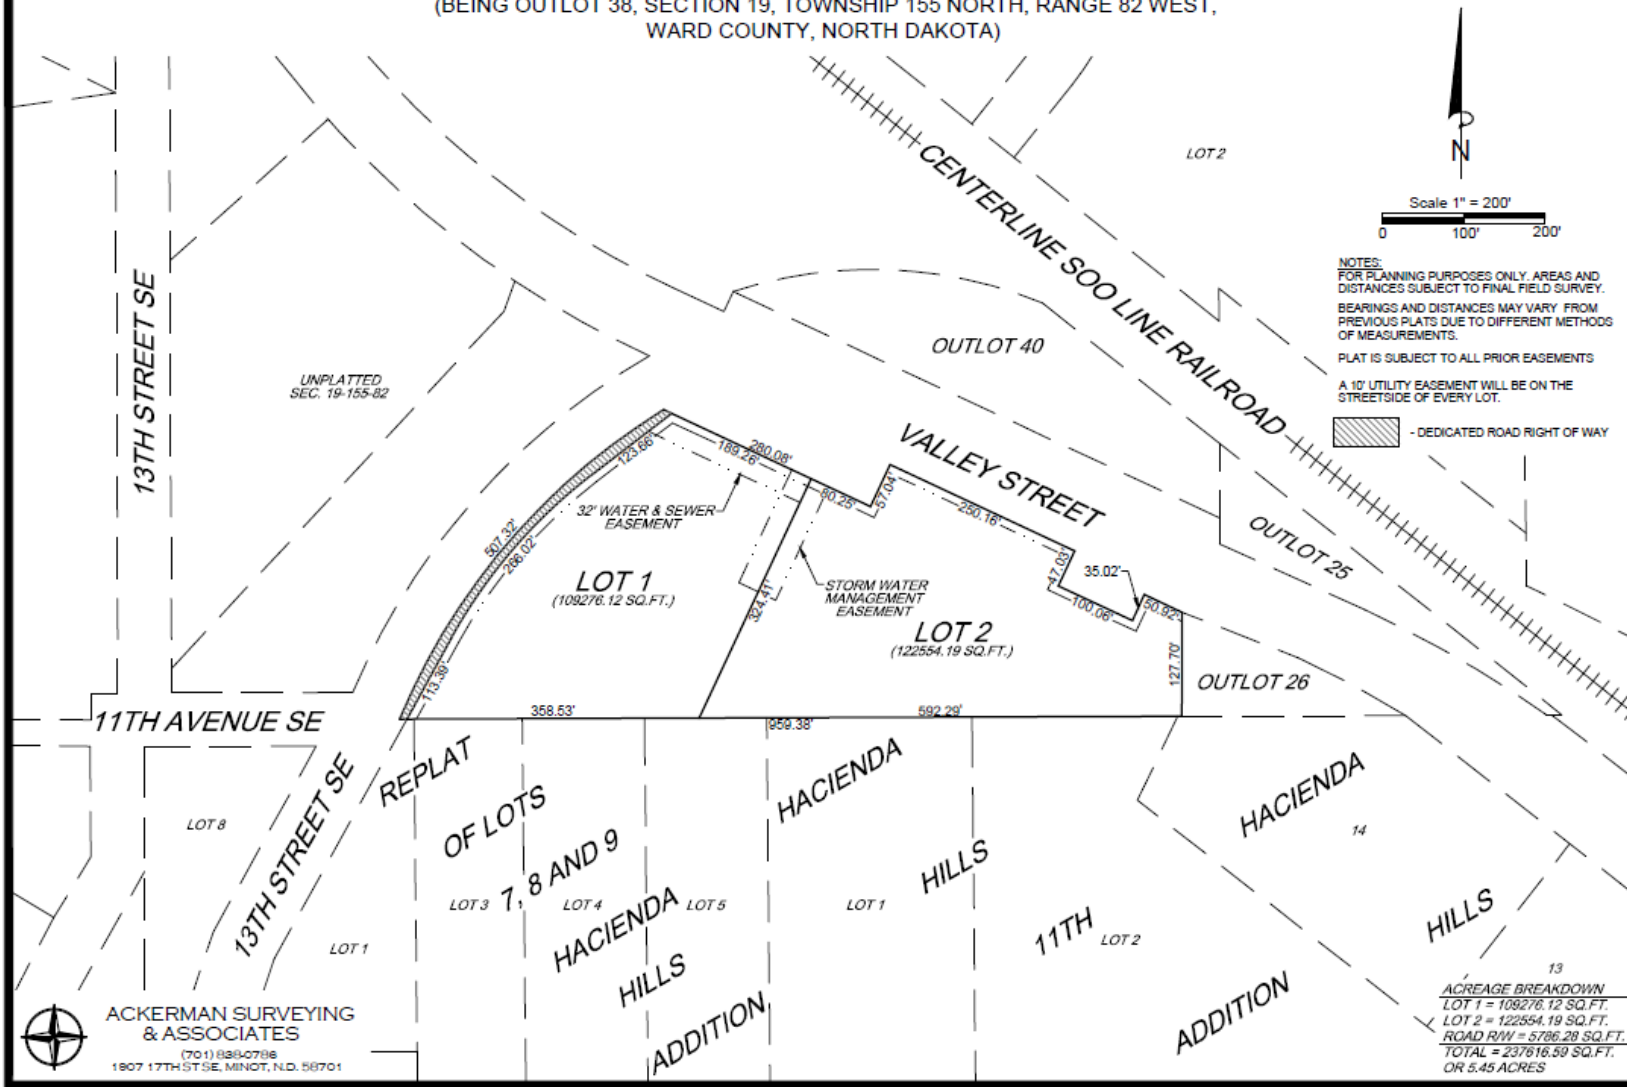 (BEING OUTLOT 38, SECTION 19, TOWNSHIP 155 NORTH, RANGE 82 WEST,
WARD COUNTY, NORTH DAKOTA)
N
Scale 1" = 200'
0 100' 200'
NOTES:
FOR PLANNING PURPOSES ONLY. AREAS AND
DISTANCES SUBJECT TO FINAL FIELD SURVEY.
BEARINGS AND DISTANCES MAY VARY FROM
PREVIOUS PLATS DUE TO DIFFERENT METHODS
OF MEASUREMENTS.
PLAT IS SUBJECT TO ALL PRIOR EASEMENTS
A 10' UTILITY EASEMENT WILL BE ON THE
STREETSIDE OF EVERY LOT.
- DEDICATED ROAD RIGHT OF WAY
LOT 2
CENTERLINE SOO LINE RAILROAD
13TH STREET SE
UNPLATTED
SEC. 19-155-82
OUTLOT 40
VALLEY STREET
OUTLOT 25
OUTLOT 26
123.66'
189.26'
280.08'
80.25'
57.04'
250.16'
47.03'
35.02'
100.06'
50.92'
127.70'
507.32'
266.02'
113.39'
324.41'
32' WATER & SEWER
EASEMENT
STORM WATER
MANAGEMENT
EASEMENT
LOT 1
(109276.12 SQ.FT.)
LOT 2
(122554.19 SQ.FT.)
358.53'
592.29'
959.38'
11TH AVENUE SE
13TH STREET SE
LOT 8
LOT 1
REPLAT
OF LOTS
7, 8 AND 9
HACIENDA
HILLS
ADDITION
LOT 3
LOT 4
LOT 5
LOT 1
HACIENDA
HILLS
11TH
LOT 2
ADDITION
HACIENDA
14
HILLS
13
ACREAGE BREAKDOWN
LOT 1 = 109276.12 SQ.FT.
LOT 2 = 122554.19 SQ.FT.
ROAD R/W = 5786.28 SQ.FT.
TOTAL = 237616.59 SQ.FT.
OR 5.45 ACRES
ACKERMAN SURVEYING
& ASSOCIATES
(701) 838-0786
1907 17TH ST SE, MINOT, N.D. 58701